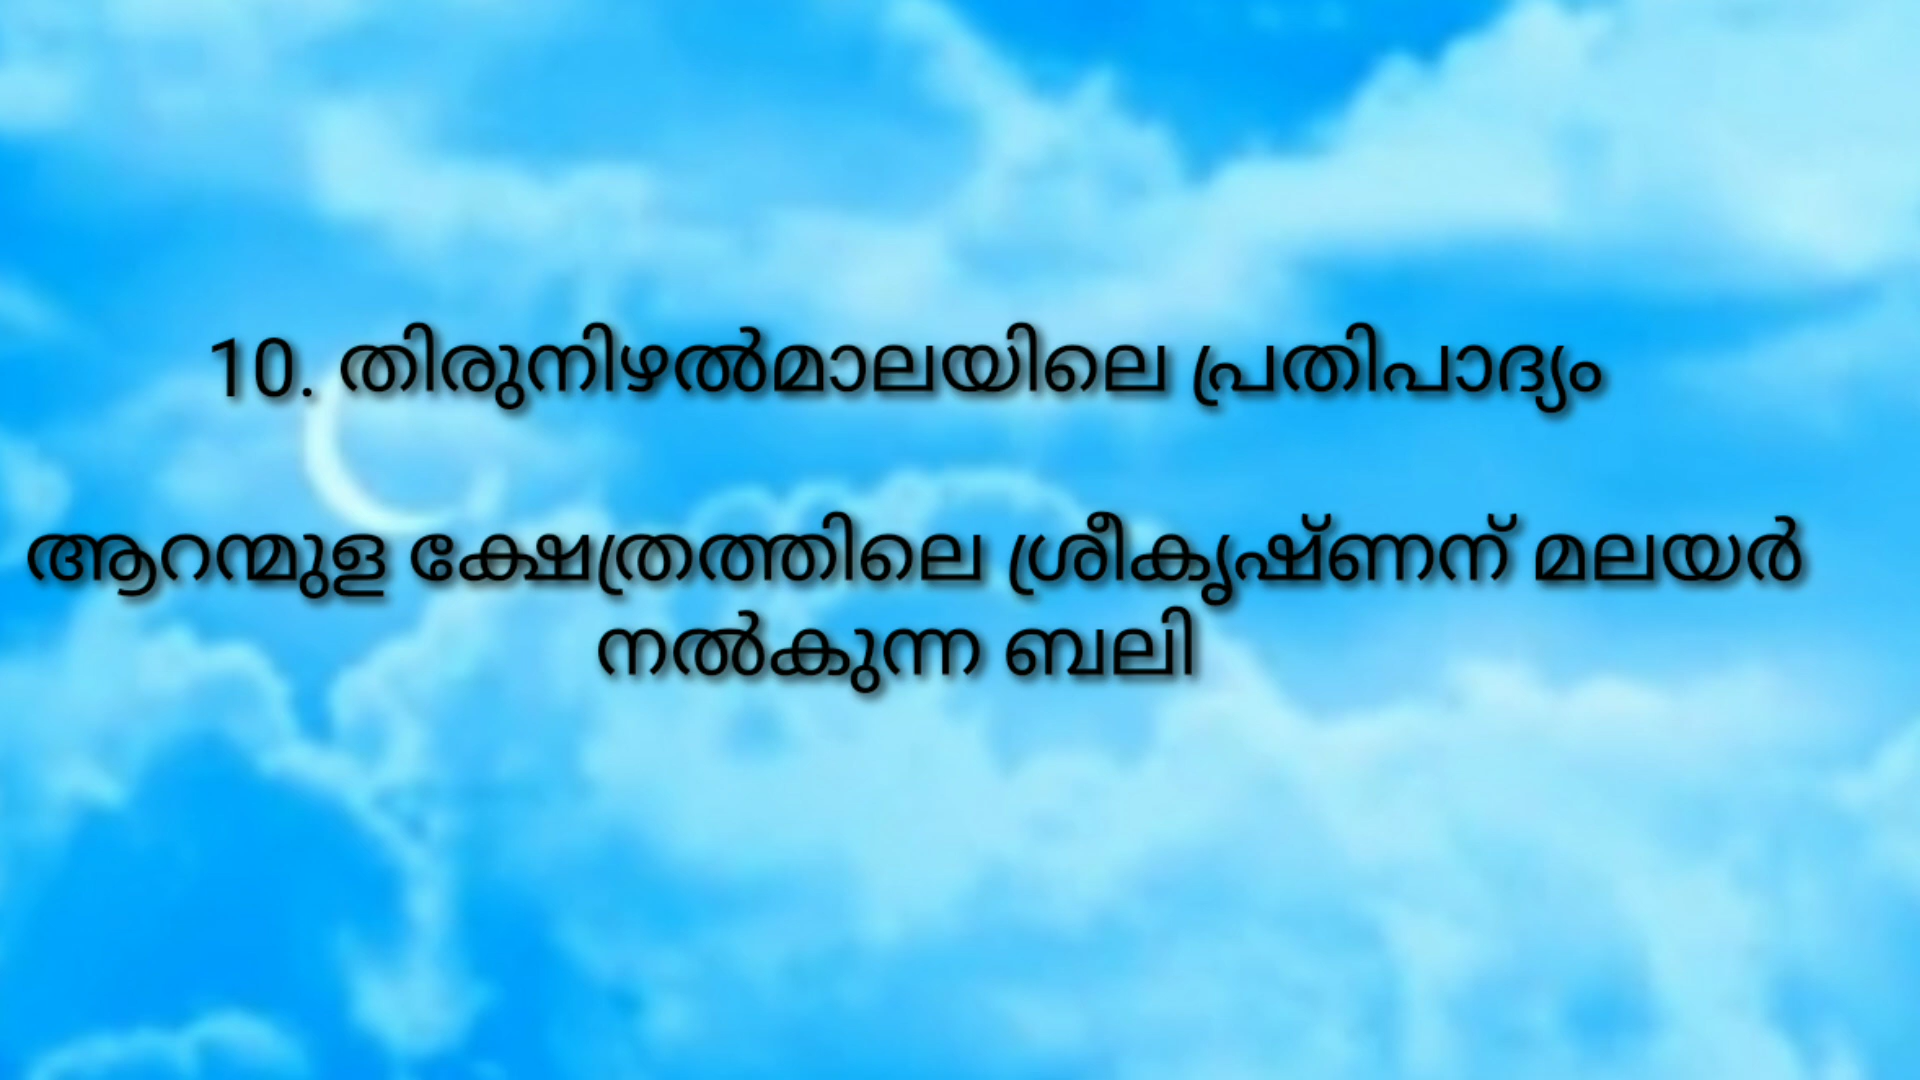 10. തിരുനിഴൽമാലയിലെ പ്രതിപാദ്യം
ആറന്മുള ക്ഷേത്രത്തിലെ ശ്രീകൃഷ്ണന് മലയർ
നൽകുന്ന ബലി